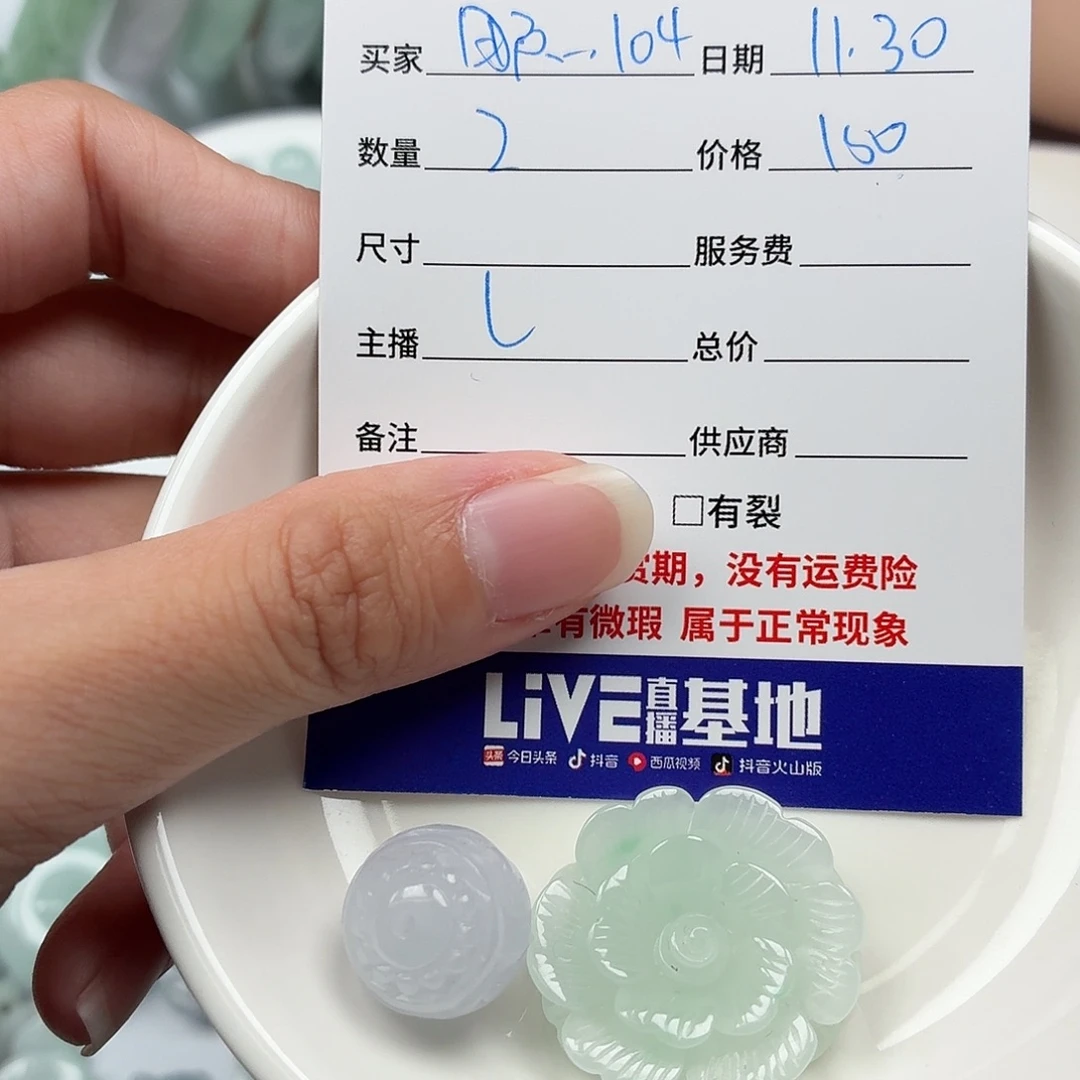 买家 104 日期 11.30
数量 2 价格
尺寸 服务费
主播 L 总价
备注 供应商
□有裂
货期，没有运费险
有微瑕 属于正常现象
LiVE直播基地
头条 今日头条 抖音 西瓜视频 抖音火山版